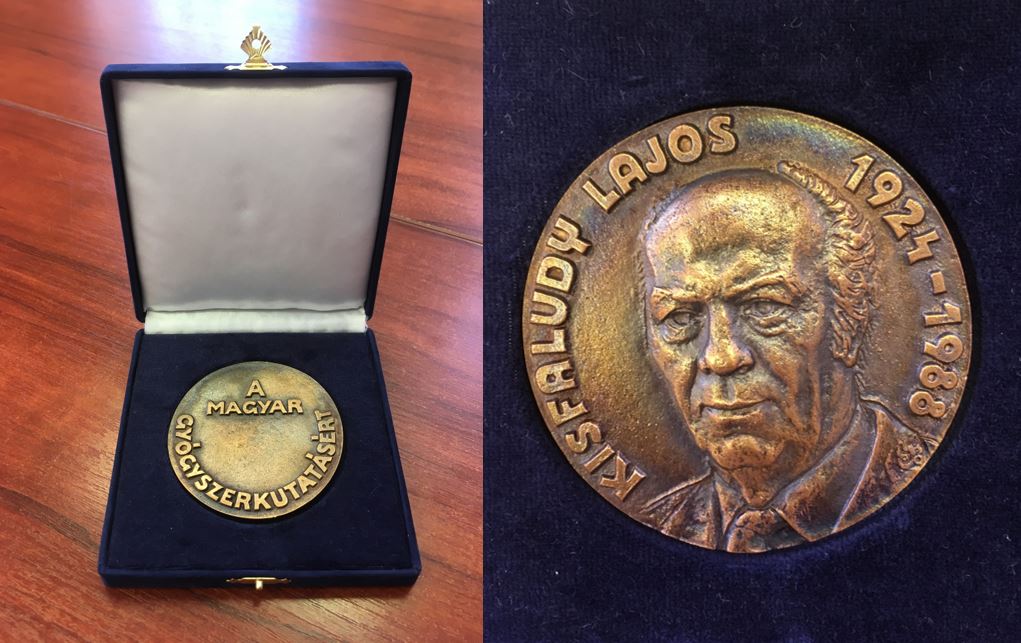 A
MAGYAR
GYÓGYSZERKUTATÁSÉRT
KISFALUDY LAJOS
1924-1988